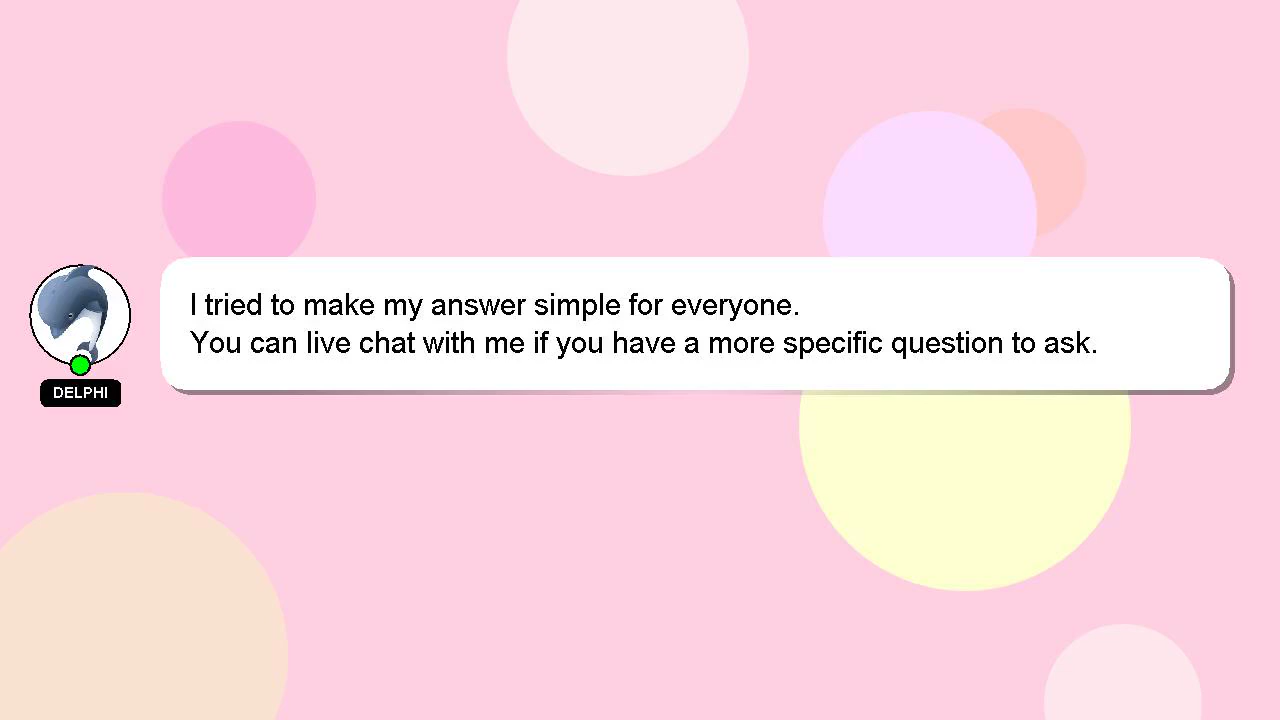 I tried to make my answer simple for everyone.
You can live chat with me if you have a more specific question to ask.
DELPHI